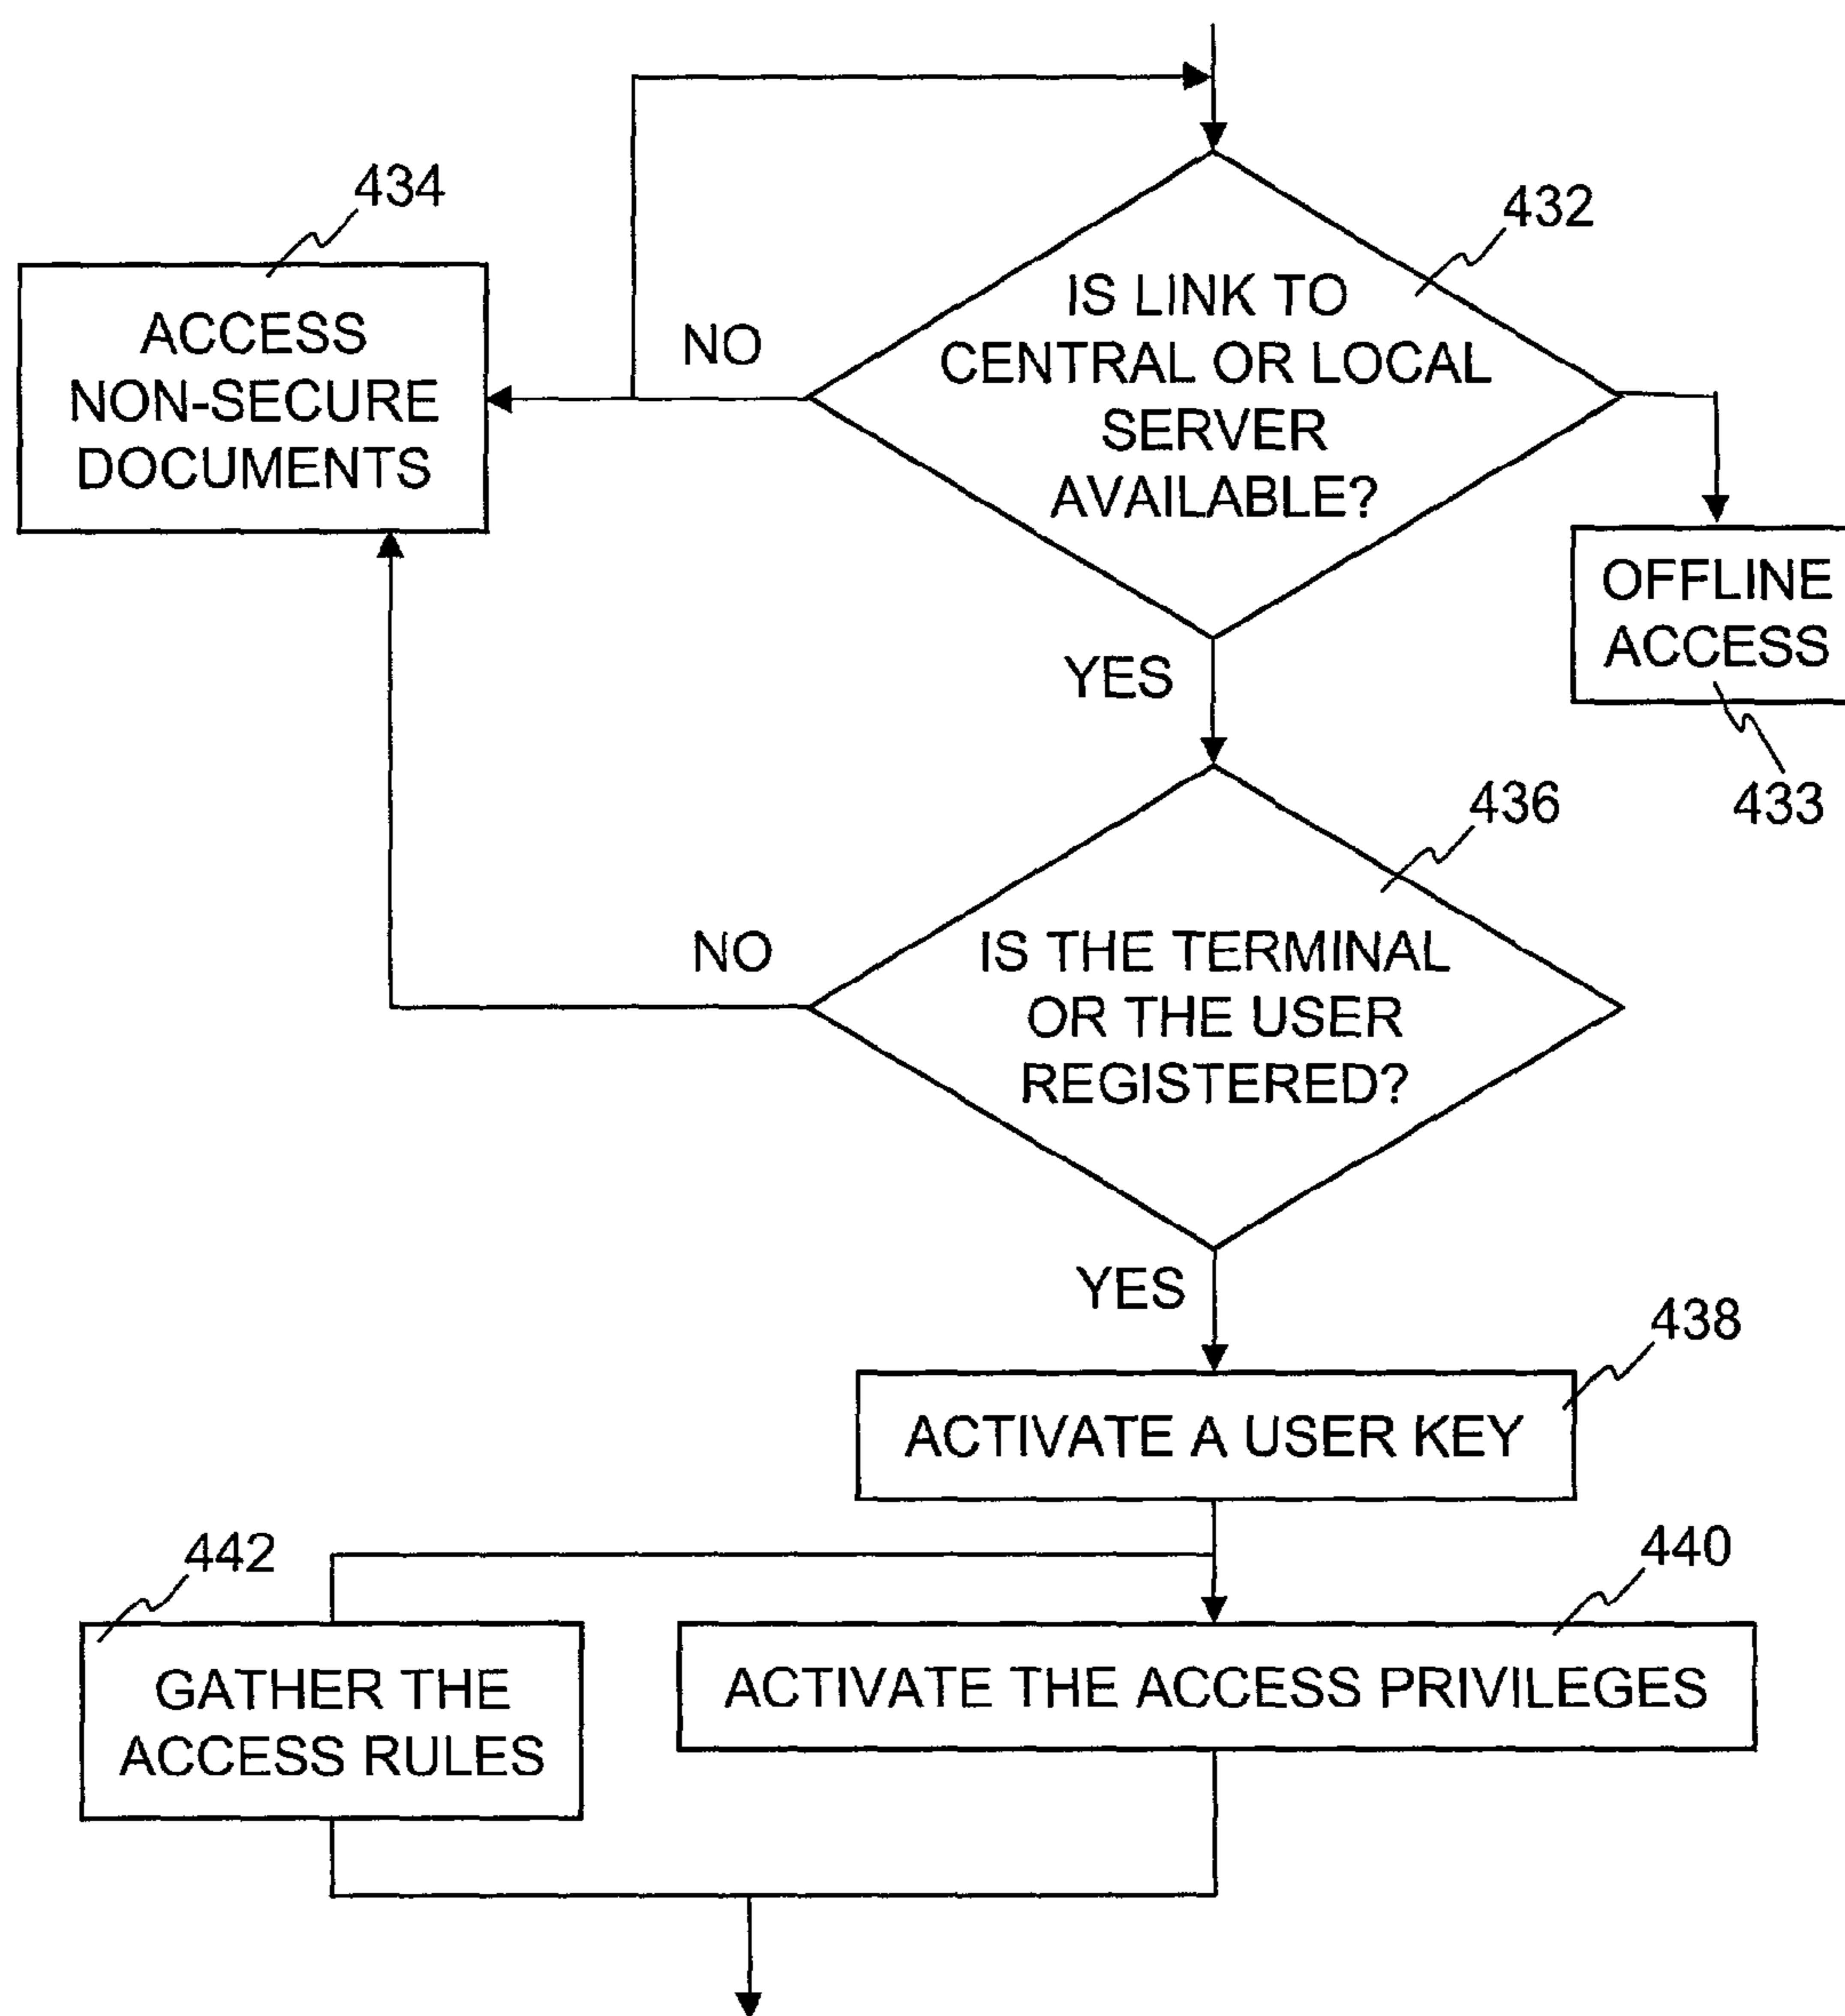 434
432
ACCESS
NON-SECURE
DOCUMENTS
NO
IS LINK TO
CENTRAL OR LOCAL
SERVER
AVAILABLE?
OFFLINE
ACCESS
433
YES
436
NO
IS THE TERMINAL
OR THE USER
REGISTERED?
YES
438
ACTIVATE A USER KEY
442
440
GATHER THE
ACCESS RULES
ACTIVATE THE ACCESS PRIVILEGES